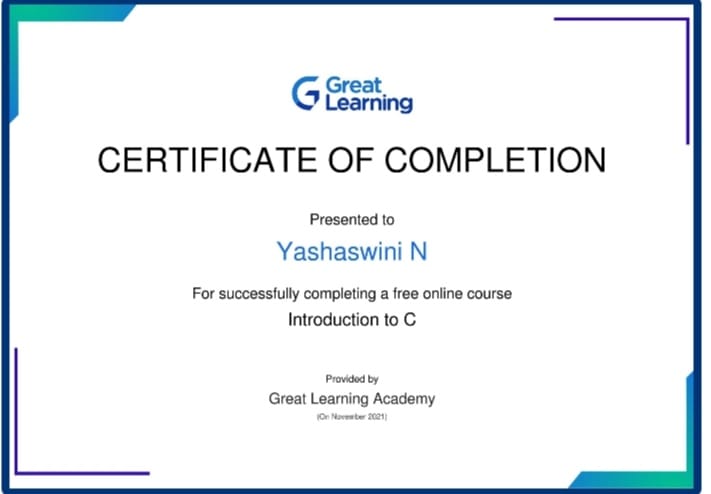 Great
Learning
CERTIFICATE OF COMPLETION
Presented to
Yashaswini N
For successfully completing a free online course
Introduction to C
Provided by
Great Learning Academy
(On November 2021)